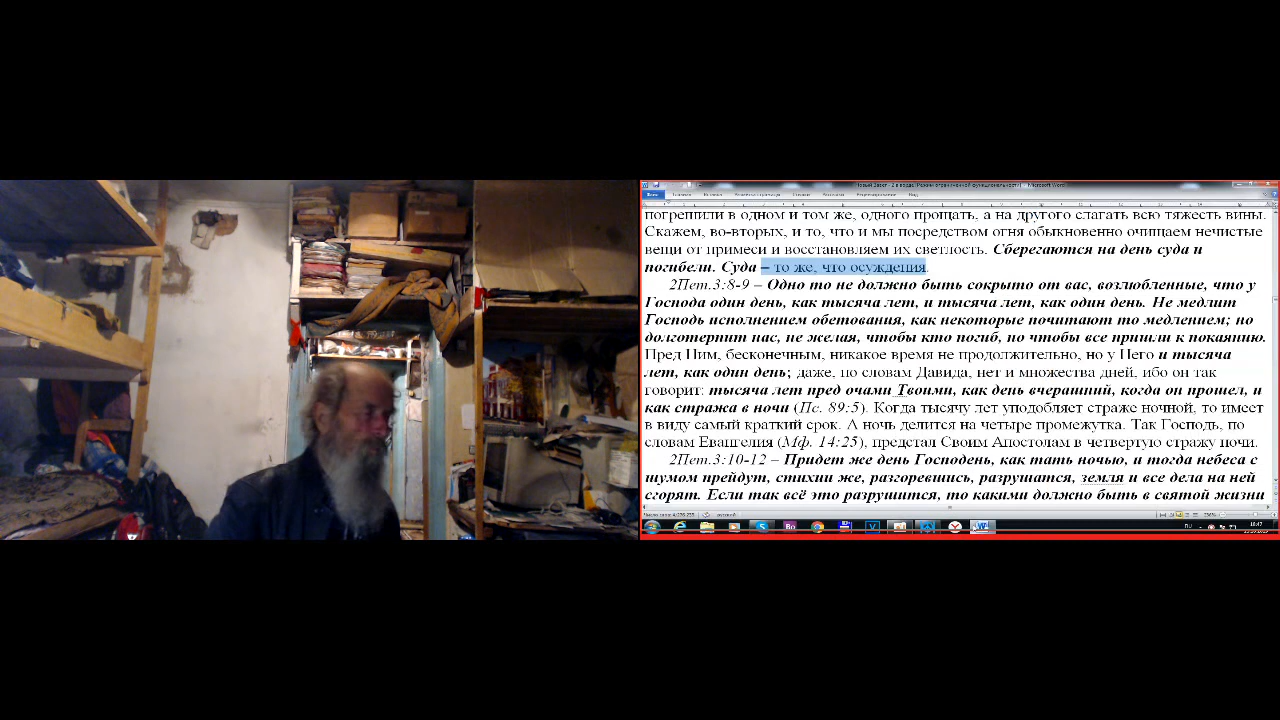 погрешили в одном и том же, одного прощать, а на другого слагать всю тяжесть вины.
Скажем, во-вторых, и то, что и мы посредством огня обыкновенно очищаем нечистые
вещи от примеси и восстановляем их светлость. Сберегаются на день суда и
погибели. Суда – то же, что осуждения.
2Пет.3:8-9 – Одно то не должно быть сокрыто от вас, возлюбленные, что у
Господа один день, как тысяча лет, и тысяча лет, как один день. Не медлит
Господь исполнением обетования, как некоторые почитают то медлением; но
долготерпит нас, не желая, чтобы кто погиб, но чтобы все пришли к покаянию.
Пред Ним, бесконечным, никакое время не продолжительно, но у Него и тысяча
лет, как один день; даже, по словам Давида, нет и множества дней, ибо он так
говорит: тысяча лет пред очами Твоими, как день вчерашний, когда он прошел, и
как стража в ночи (Пс. 89:5). Когда тысячу лет уподобляет страже ночной, то имеет
в виду самый краткий срок. А ночь делится на четыре промежутка. Так Господь, по
словам Евангелия (Мф. 14:25), предстал Своим Апостолам в четвертую стражу ночи.
2Пет.3:10-12 – Придет же день Господень, как тать ночью, и тогда небеса с
шумом прейдут, стихии же, разгоревшись, разрушатся, земля и все дела на ней
сгорят. Если так всё это разрушится, то какими должно быть в святой жизни